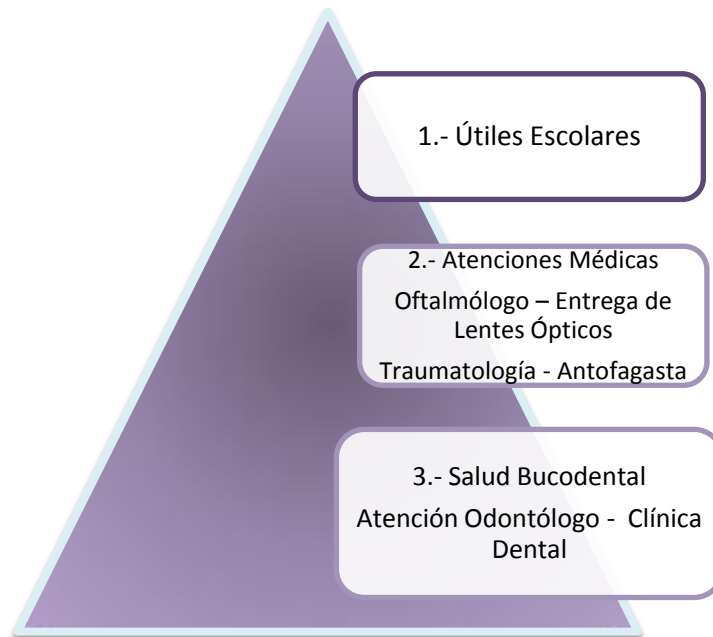 1.- Útiles Escolares
2.- Atenciones Médicas
Oftalmólogo – Entrega de
Lentes Ópticos
Traumatología - Antofagasta
3.- Salud Bucodental
Atención Odontólogo - Clínica
Dental